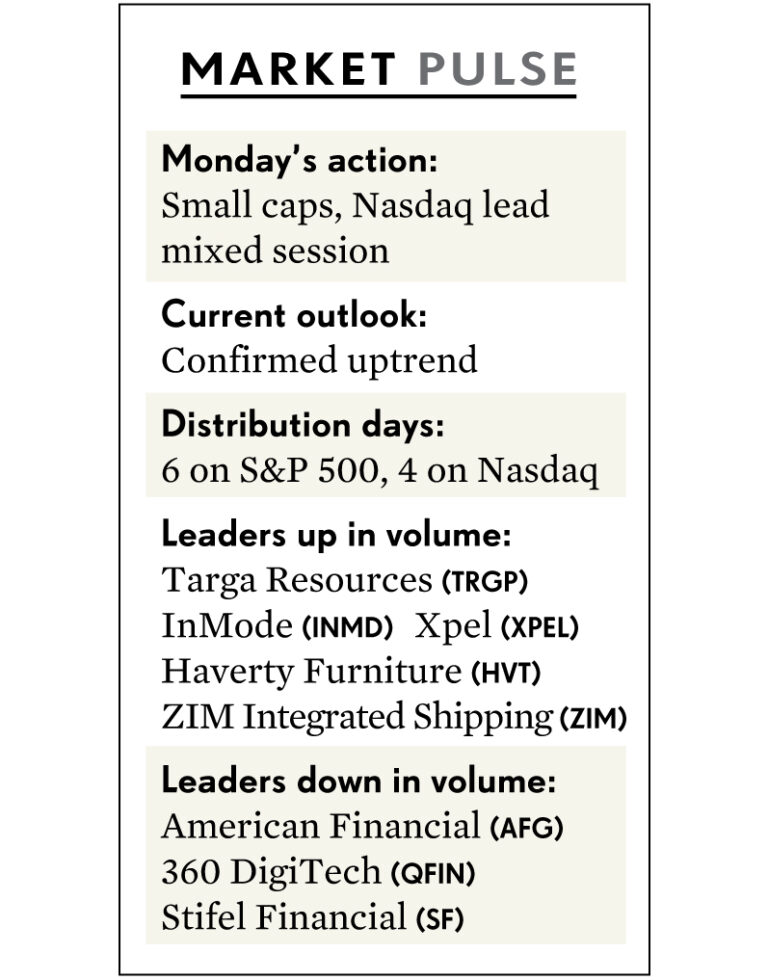 MARKET PULSE
Monday’s action:
Small caps, Nasdaq lead
mixed session
Current outlook:
Confirmed uptrend
Distribution days:
6 on S&P 500, 4 on Nasdaq
Leaders up in volume:
Targa Resources (TRGP)
InMode (INMD) Xpel (XPEL)
Haverty Furniture (HVT)
ZIM Integrated Shipping (ZIM)
Leaders down in volume:
American Financial (AFG)
360 DigiTech (QFIN)
Stifel Financial (SF)